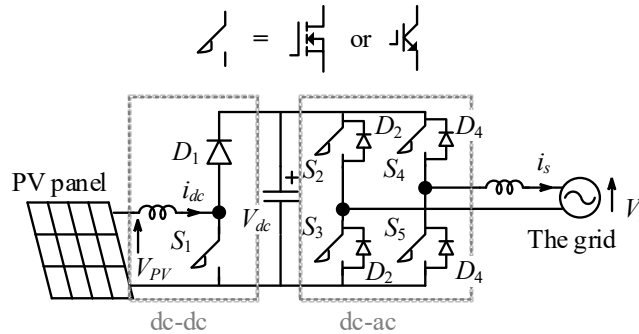 = or
D1
D2
D4
S2
S4
PV panel
idc
is
S1
Vdc
+
S3
S5
V
VPV
D2
D4
The grid
dc-dc
dc-ac